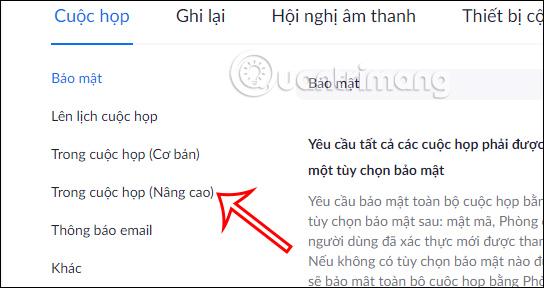 Cuộc họp Ghi lại Hội nghị âm thanh Thiết bị cộ
Quantrimang
Bảo mật
Bảo mật
Lên lịch cuộc họp
Trong cuộc họp (Cơ bản)
Trong cuộc họp (Nâng cao)
Thông báo email
Khác
Yêu cầu tất cả các cuộc họp phải được
một tùy chọn bảo mật
Yêu cầu bảo mật toàn bộ cuộc họp bằn
tùy chọn bảo mật sau: mật mã, Phòng c
người dùng đã xác thực mới được than
Nếu không có tùy chọn bảo mật nào đ
sẽ bảo mật toàn bộ cuộc họp bằng Phò